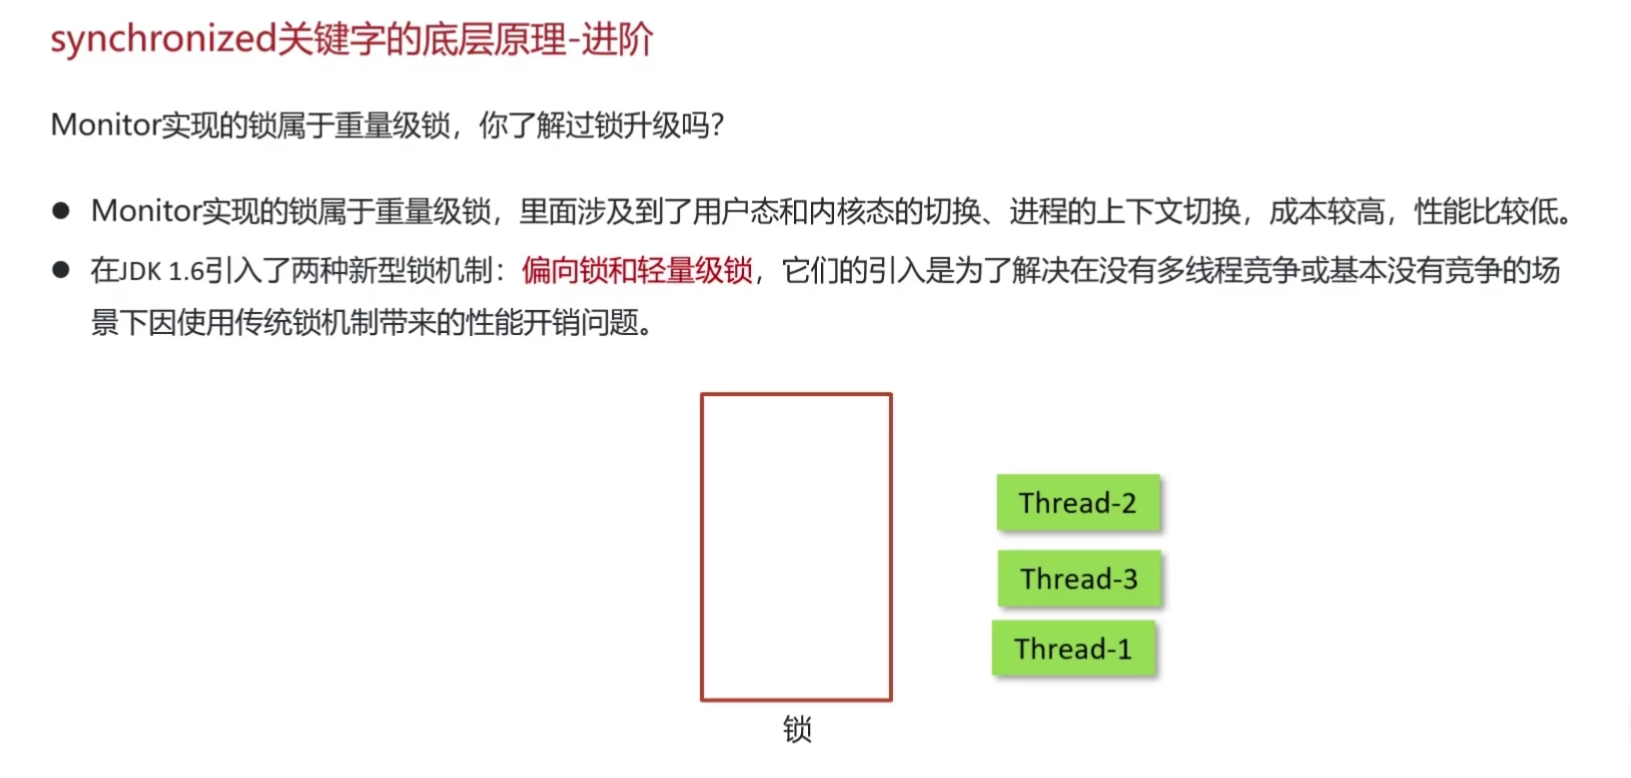 synchronized关键字的底层原理-进阶
Monitor实现的锁属于重量级锁，你了解过锁升级吗？
● Monitor实现的锁属于重量级锁，里面涉及到了用户态和内核态的切换、进程的上下文切换，成本较高，性能比较低。
● 在JDK 1.6引入了两种新型锁机制：偏向锁和轻量级锁，它们的引入是为了解决在没有多线程竞争或基本没有竞争的场
景下因使用传统锁机制带来的性能开销问题。
Thread-2
Thread-3
Thread-1
锁